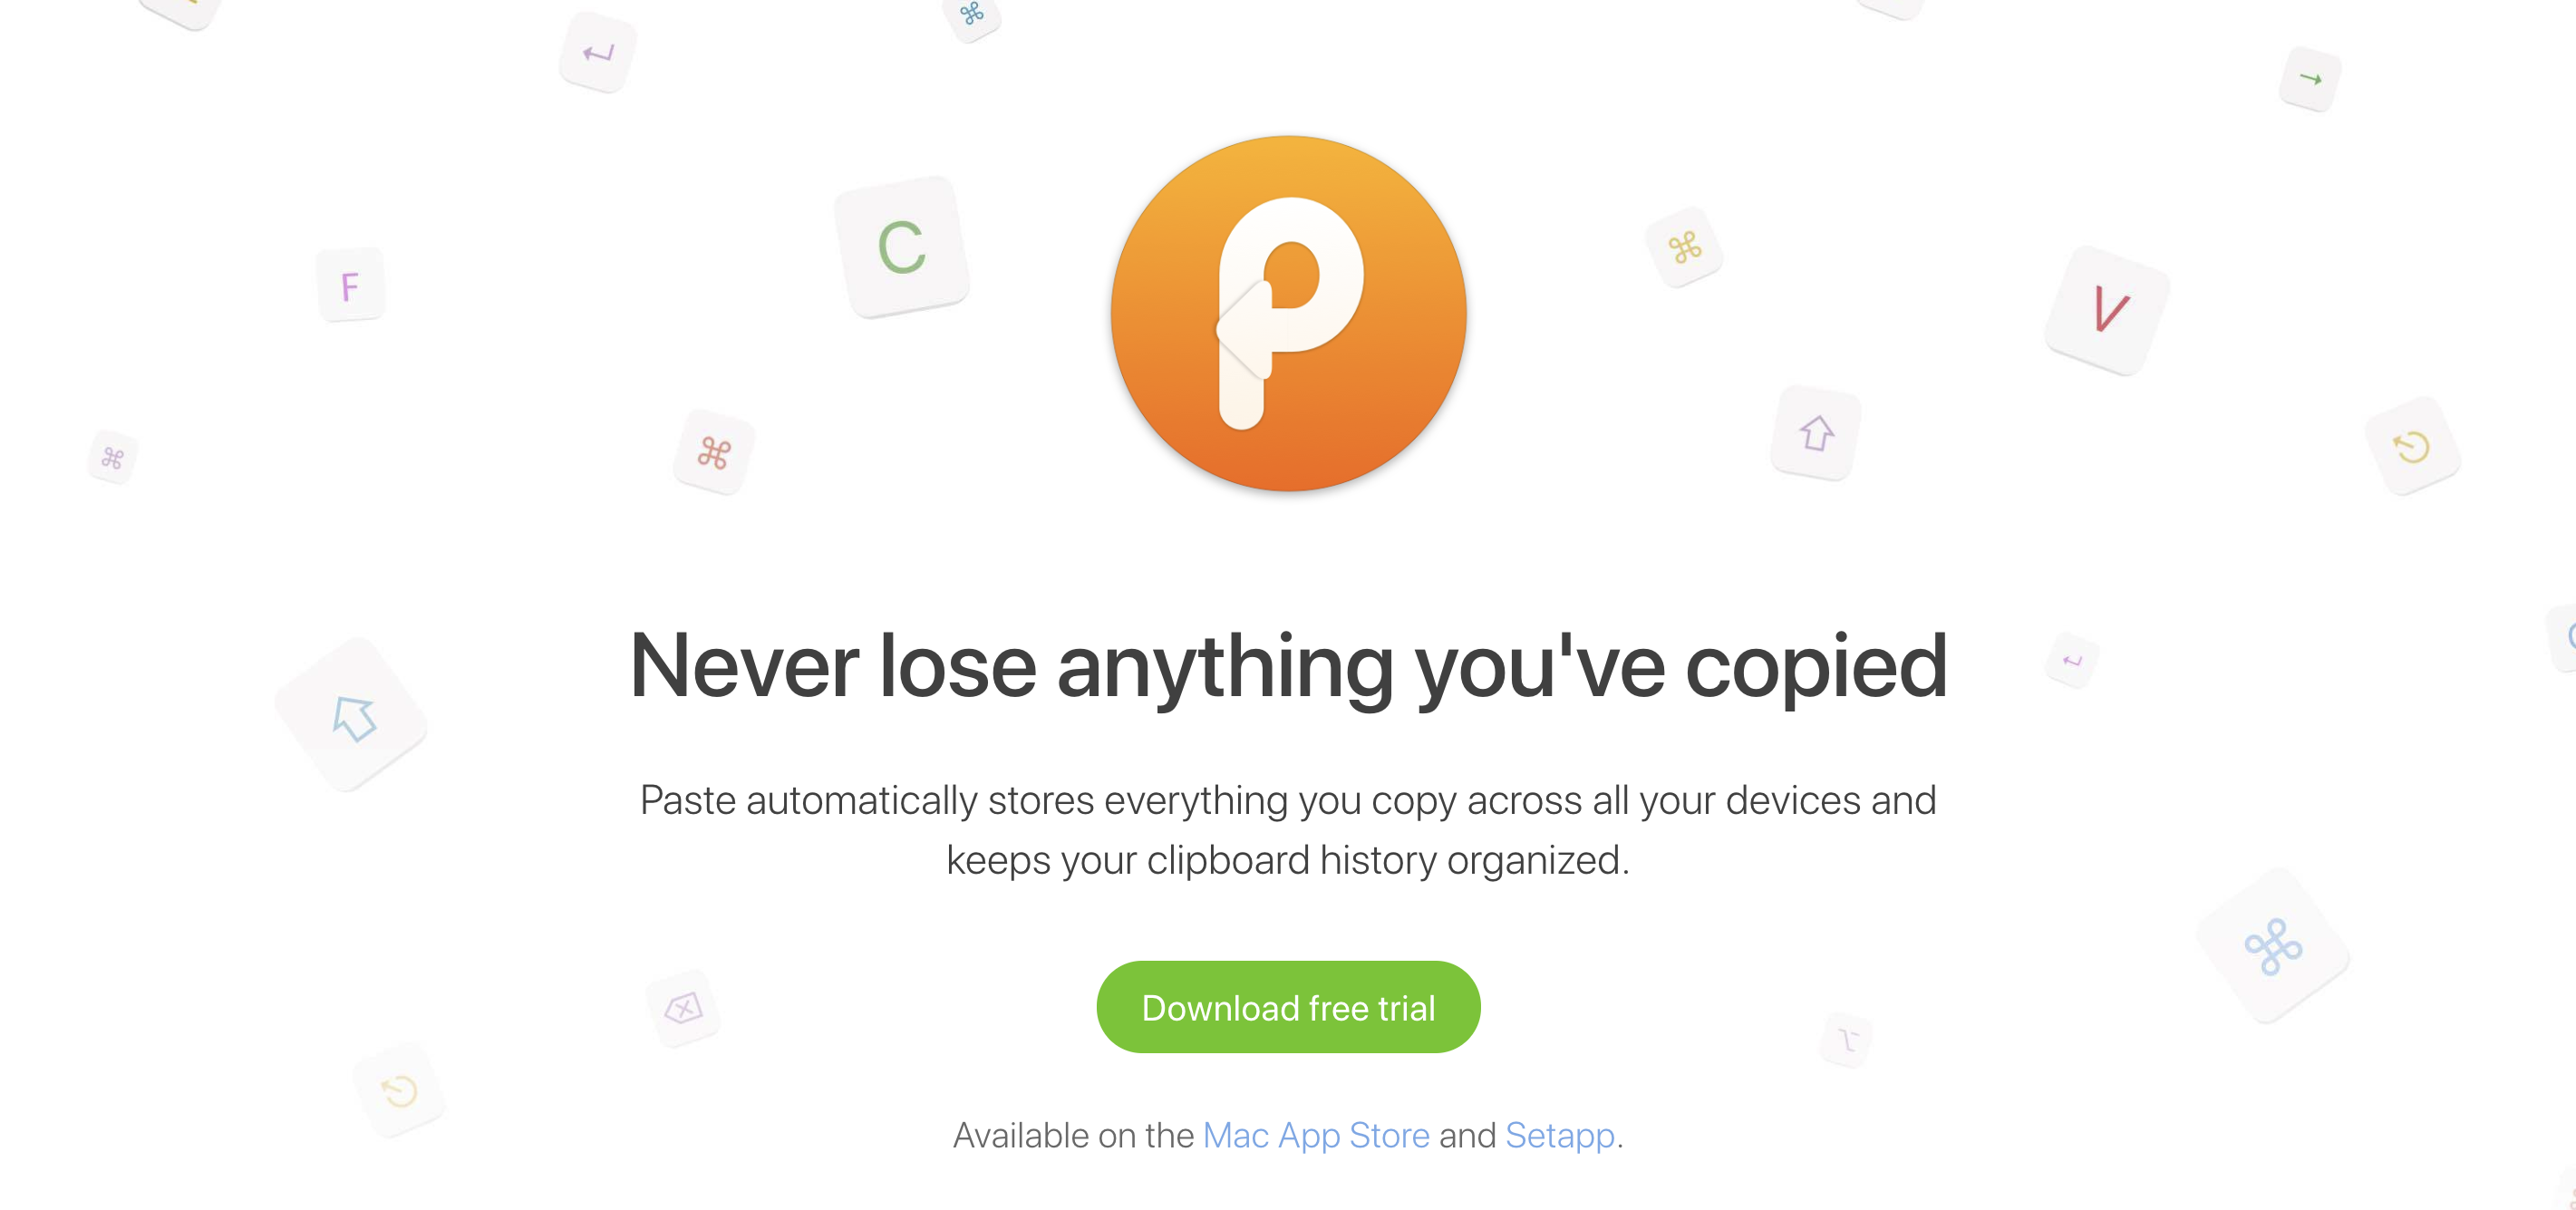 ⌘
↵
→
C
⌘
F
V
⌘
⌘
Never lose anything you've copied
Paste automatically stores everything you copy across all your devices and
keeps your clipboard history organized.
⌘
Download free trial
⌥
Available on the Mac App Store and Setapp.